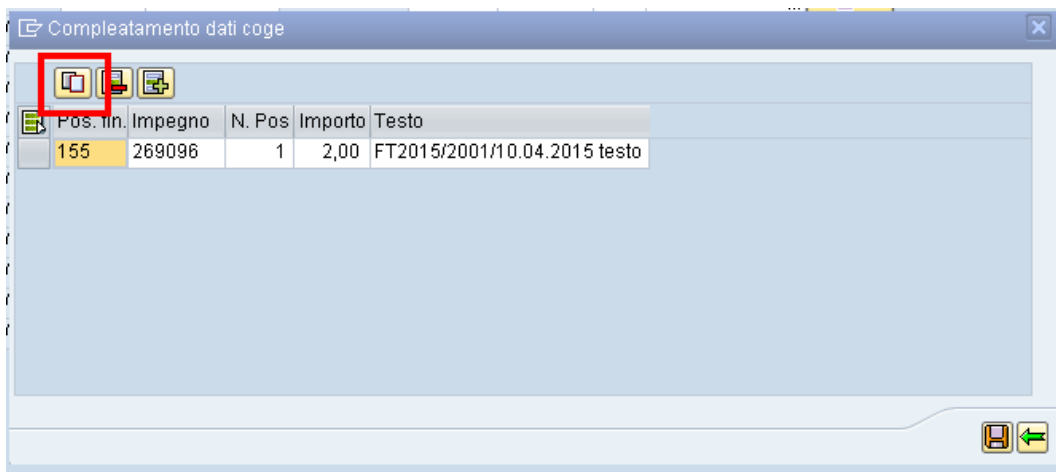 Compleatamento dati coge
Pos. fin. Impegno N. Pos Importo Testo
155 269096 1 2,00 FT2015/2001/10.04.2015 testo